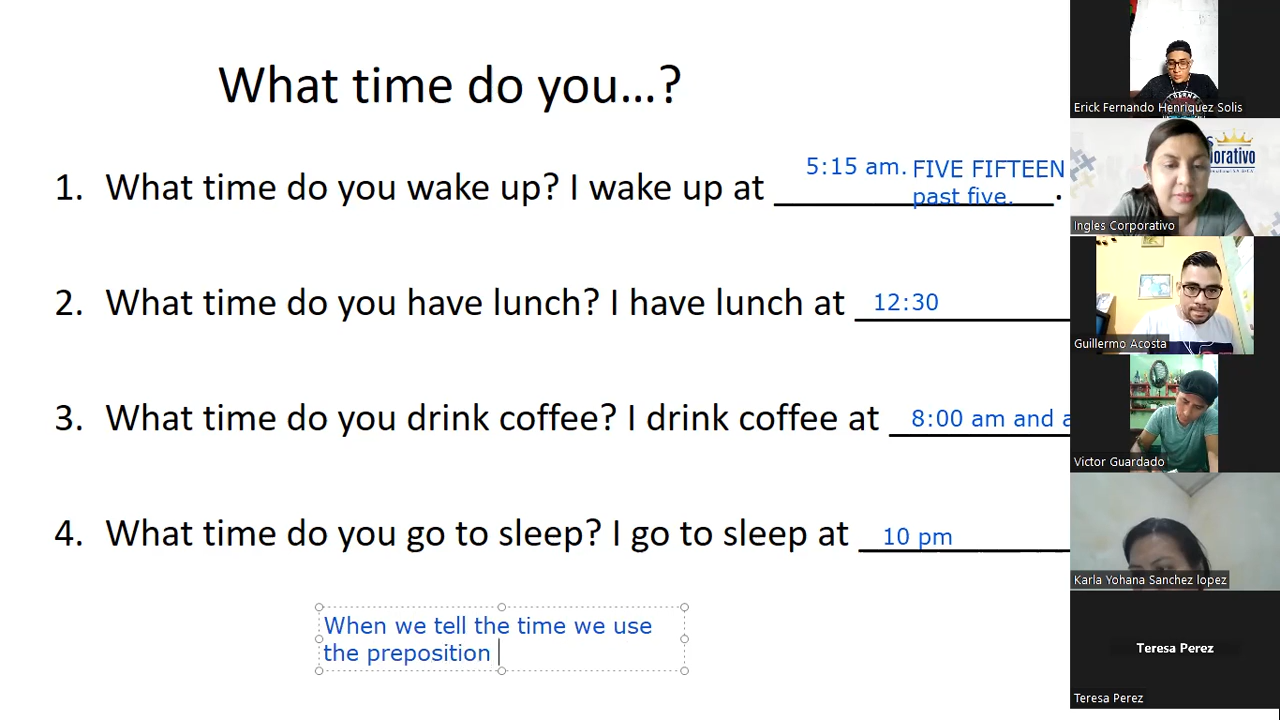 What time do you...?
5:15 am. FIVE FIFTEEN
past five.
1. What time do you wake up? I wake up at ____________.
2. What time do you have lunch? I have lunch at 12:30
3. What time do you drink coffee? I drink coffee at 8:00 am and a
4. What time do you go to sleep? I go to sleep at 10 pm
When we tell the time we use
the preposition
Erick Fernando Henriquez Solis
orativo
Ingles Corporativo
Guillermo Acosta
Victor Guardado
Karla Yohana Sanchez lopez
Teresa Perez
Teresa Perez